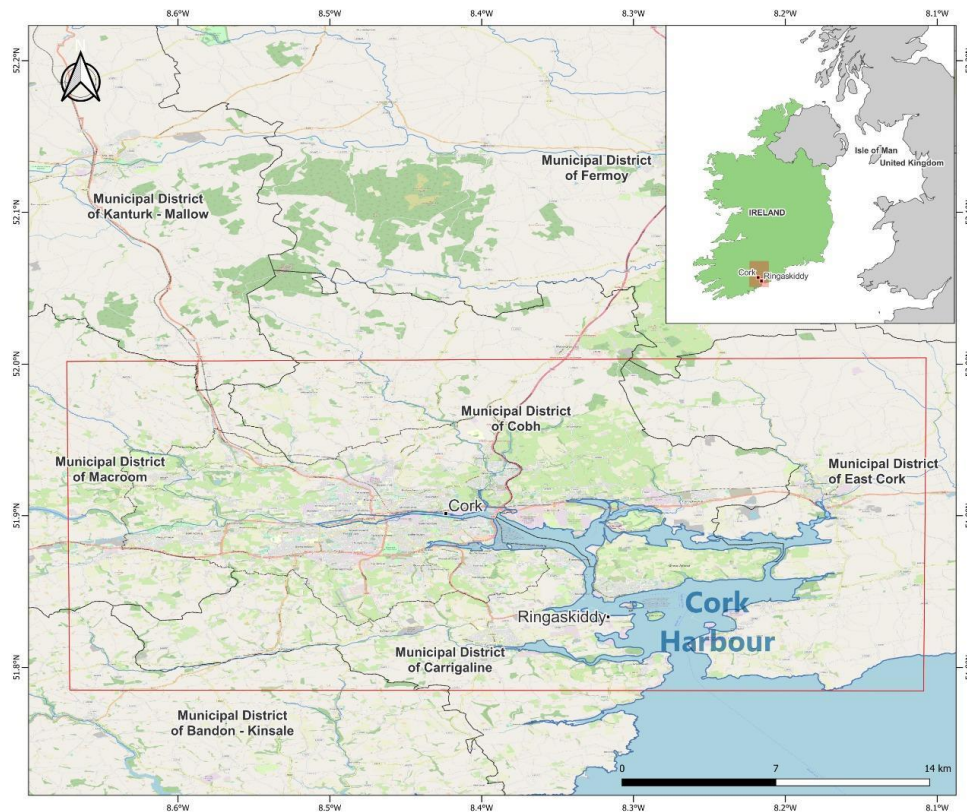 8.6°W
8.5°W
8.4°W
8.3°W
8.2°W
8.1°W
52.2°N
52.1°N
52.0°N
51.9°N
51.8°N
Isle of Man
United Kingdom
IRELAND
Cork
Ringaskiddy
Municipal District
of Fermoy
Municipal District
of Kanturk - Mallow
Municipal District
of Cobh
Municipal District
of Macroom
Municipal District
of East Cork
Cork
Ringaskiddy
Cork
Harbour
Municipal District
of Carrigaline
Municipal District
of Bandon - Kinsale
0
7
14 km
8.6°W
8.5°W
8.4°W
8.3°W
8.2°W
8.1°W